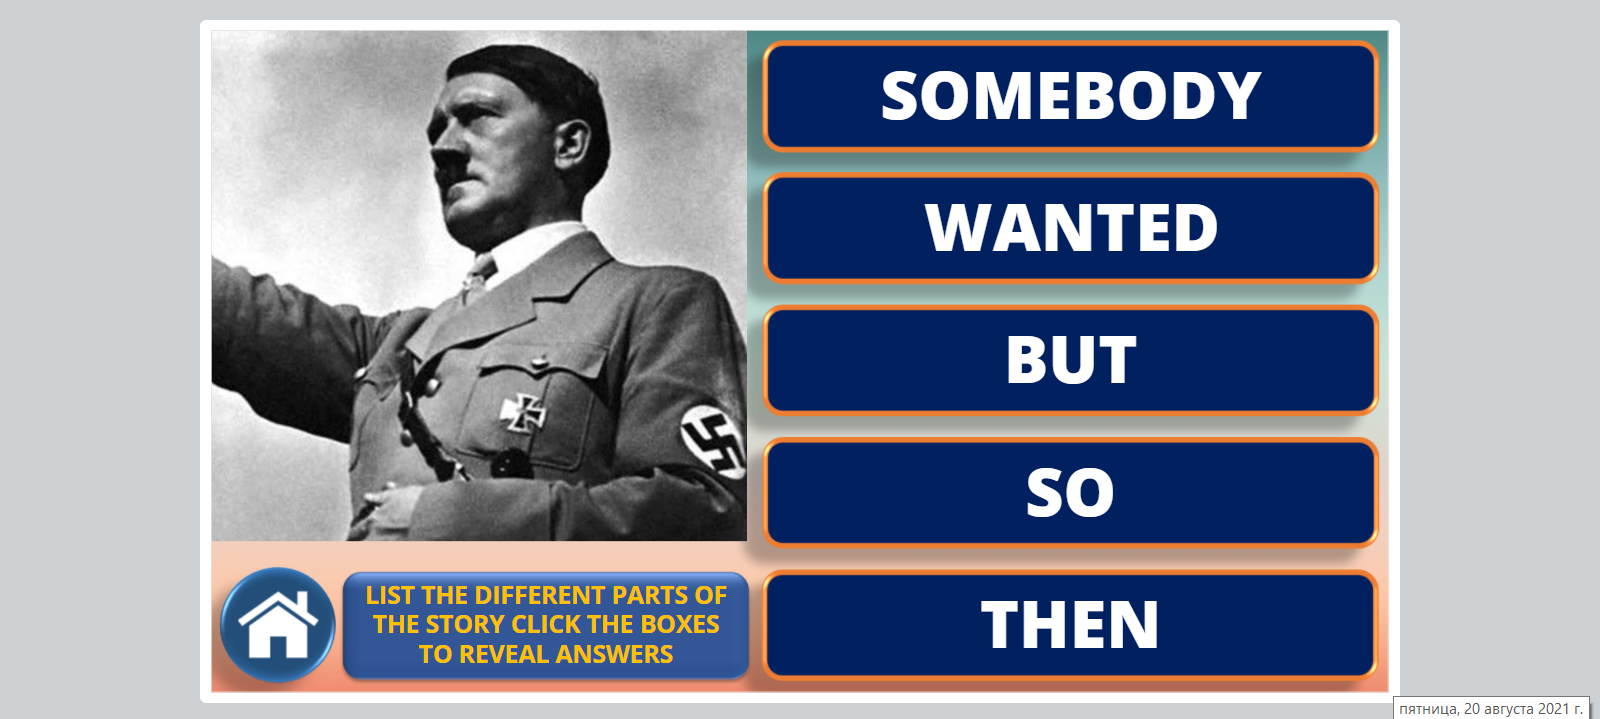 SOMEBODY
WANTED
BUT
SO
THEN
LIST THE DIFFERENT PARTS OF
THE STORY CLICK THE BOXES
TO REVEAL ANSWERS
пятница, 20 августа 2021 г.